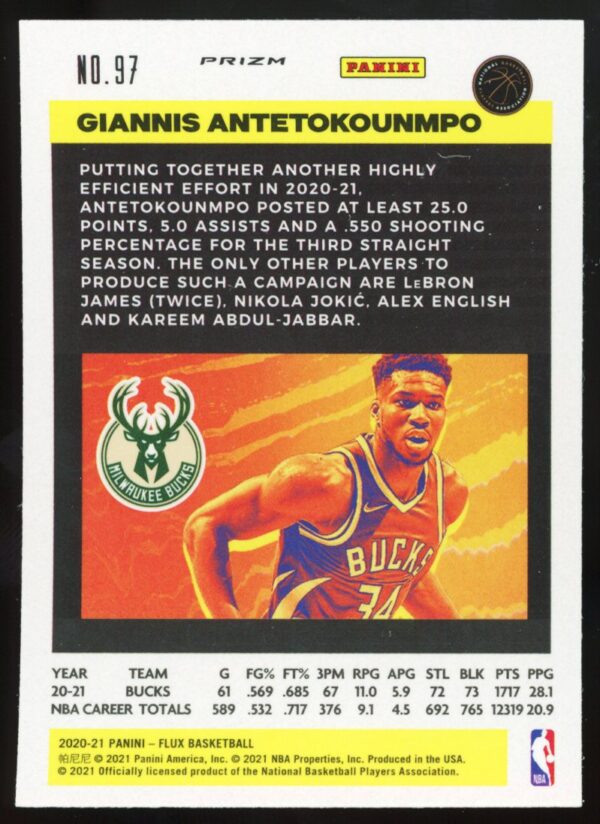 NO.97 PRIZM PANINI
NATIONAL BASKETBALL PLAYERS ASSOCIATION
GIANNIS ANTETOKOUNMPO
PUTTING TOGETHER ANOTHER HIGHLY
EFFICIENT EFFORT IN 2020-21,
ANTETOKOUNMPO POSTED AT LEAST 25.0
POINTS, 5.0 ASSISTS AND A .550 SHOOTING
PERCENTAGE FOR THE THIRD STRAIGHT
SEASON. THE ONLY OTHER PLAYERS TO
PRODUCE SUCH A CAMPAIGN ARE LeBRON
JAMES (TWICE), NIKOLA JOKIĆ, ALEX ENGLISH
AND KAREEM ABDUL-JABBAR.
MILWAUKEE BUCKS
BUCKS
34
YEAR TEAM G FG% FT% 3PM RPG APG STL BLK PTS PPG
20-21 BUCKS 61 .569 .685 67 11.0 5.9 72 73 1717 28.1
NBA CAREER TOTALS 589 .532 .717 376 9.1 4.5 692 765 12319 20.9
2020-21 PANINI – FLUX BASKETBALL
帕尼尼 © 2021 Panini America, Inc. © 2021 NBA Properties, Inc. Produced in the USA.
© 2021 Officially licensed product of the National Basketball Players Association.
NBA